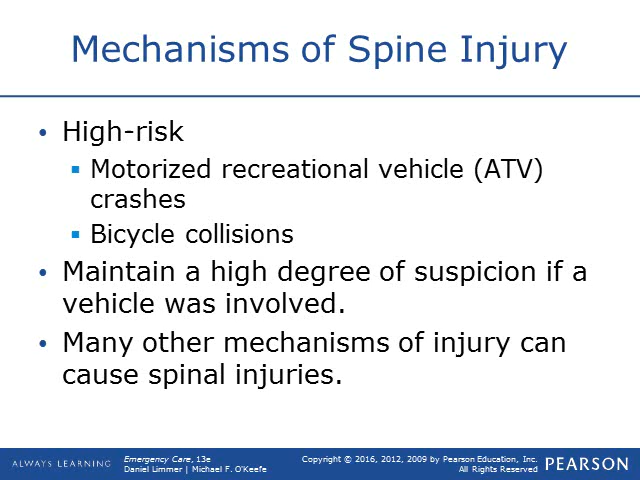 Mechanisms of Spine Injury
• High-risk
▪ Motorized recreational vehicle (ATV)
crashes
▪ Bicycle collisions
• Maintain a high degree of suspicion if a
vehicle was involved.
• Many other mechanisms of injury can
cause spinal injuries.
ALWAYS LEARNING
Emergency Care, 13e
Daniel Limmer | Michael F. O'Keefe
Copyright © 2016, 2012, 2009 by Pearson Education, Inc.
All Rights Reserved
PEARSON